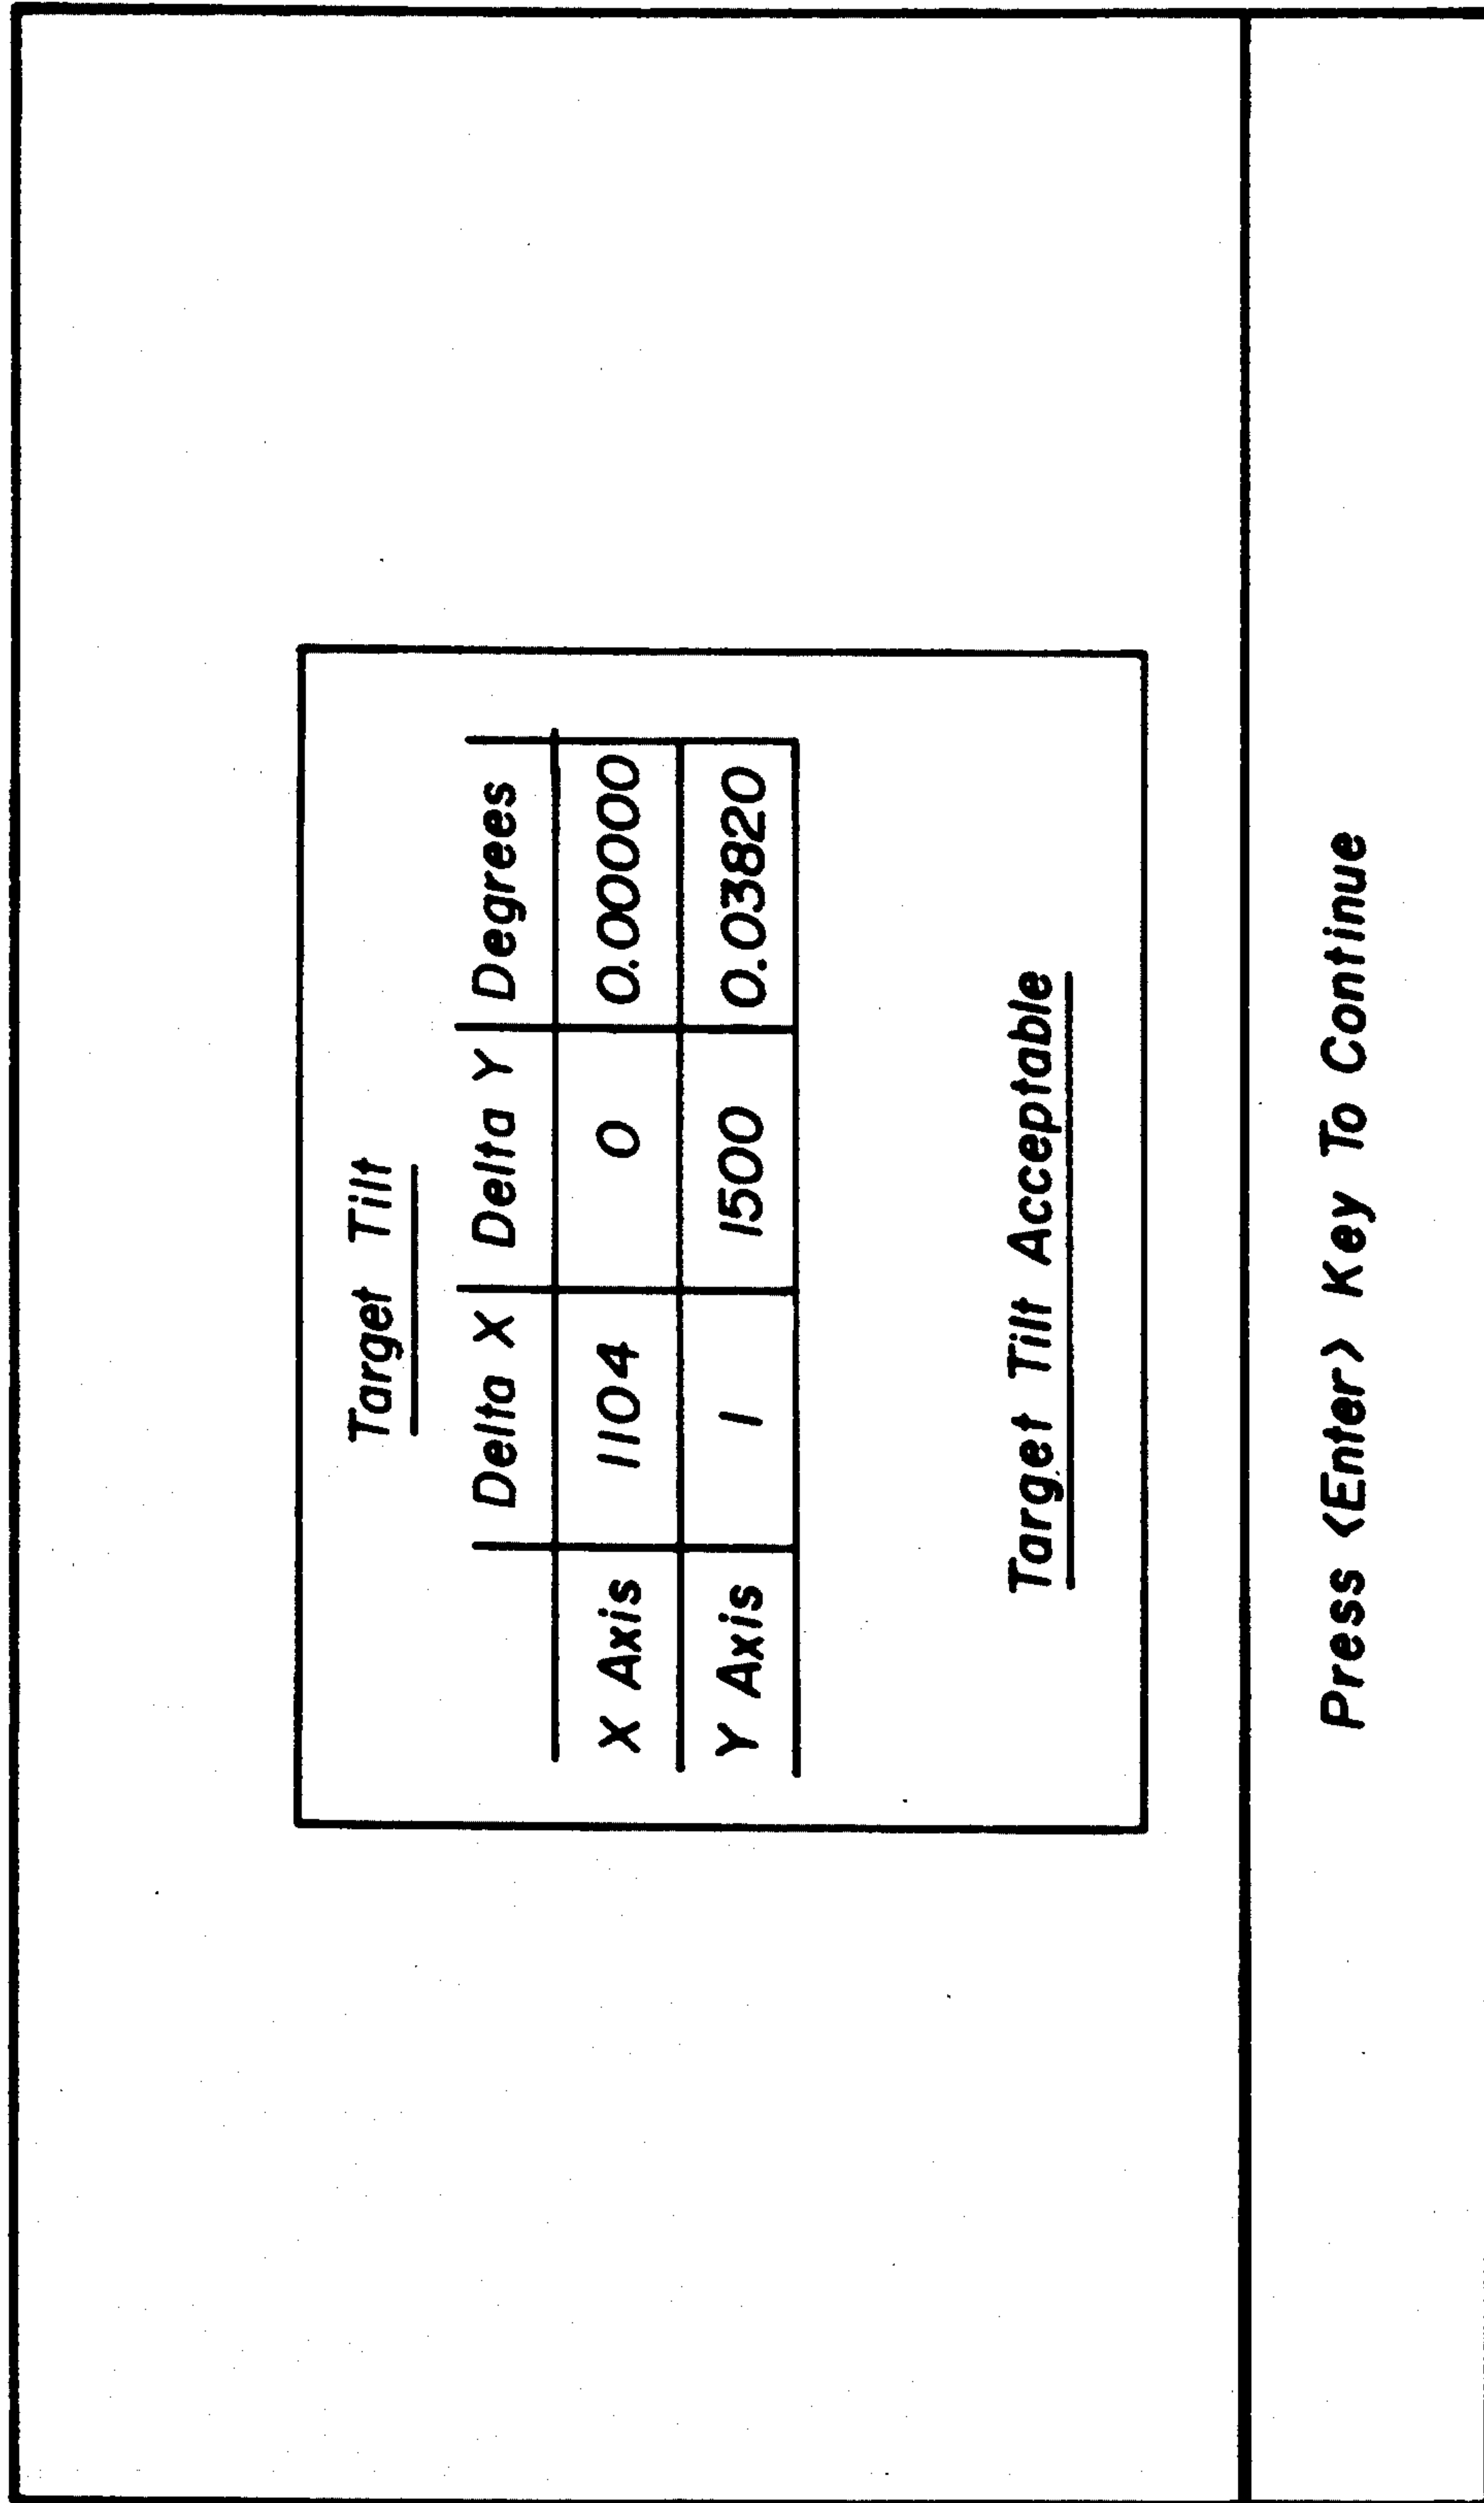 Target Tilt
Delta X Delta Y Degrees
X Axis 1104 0 0.00000
Y Axis 1 1500 0.03820
Target Tilt Acceptable
Press <Enter> Key To Continue